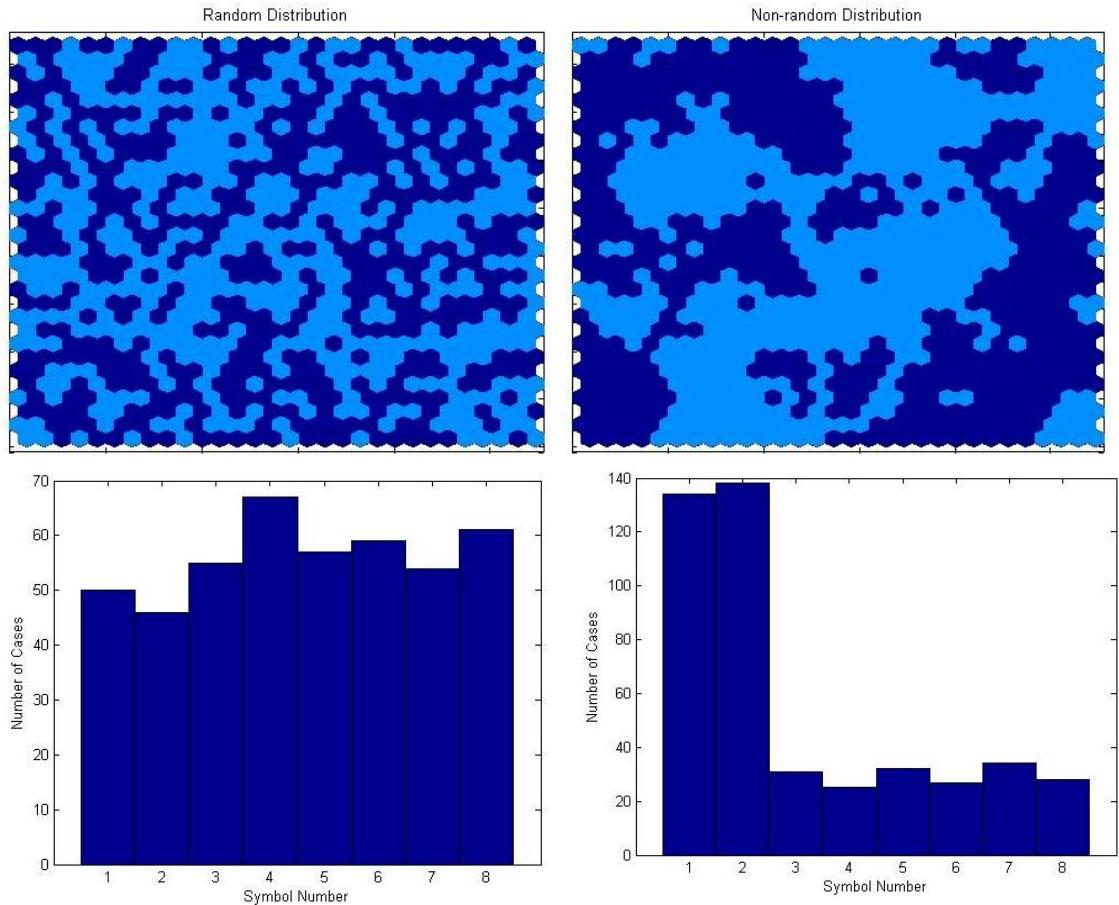 Random Distribution
Non-random Distribution
70
60
50
40
30
20
10
0
Number of Cases
1 2 3 4 5 6 7 8
Symbol Number
140
120
100
80
60
40
20
0
Number of Cases
1 2 3 4 5 6 7 8
Symbol Number